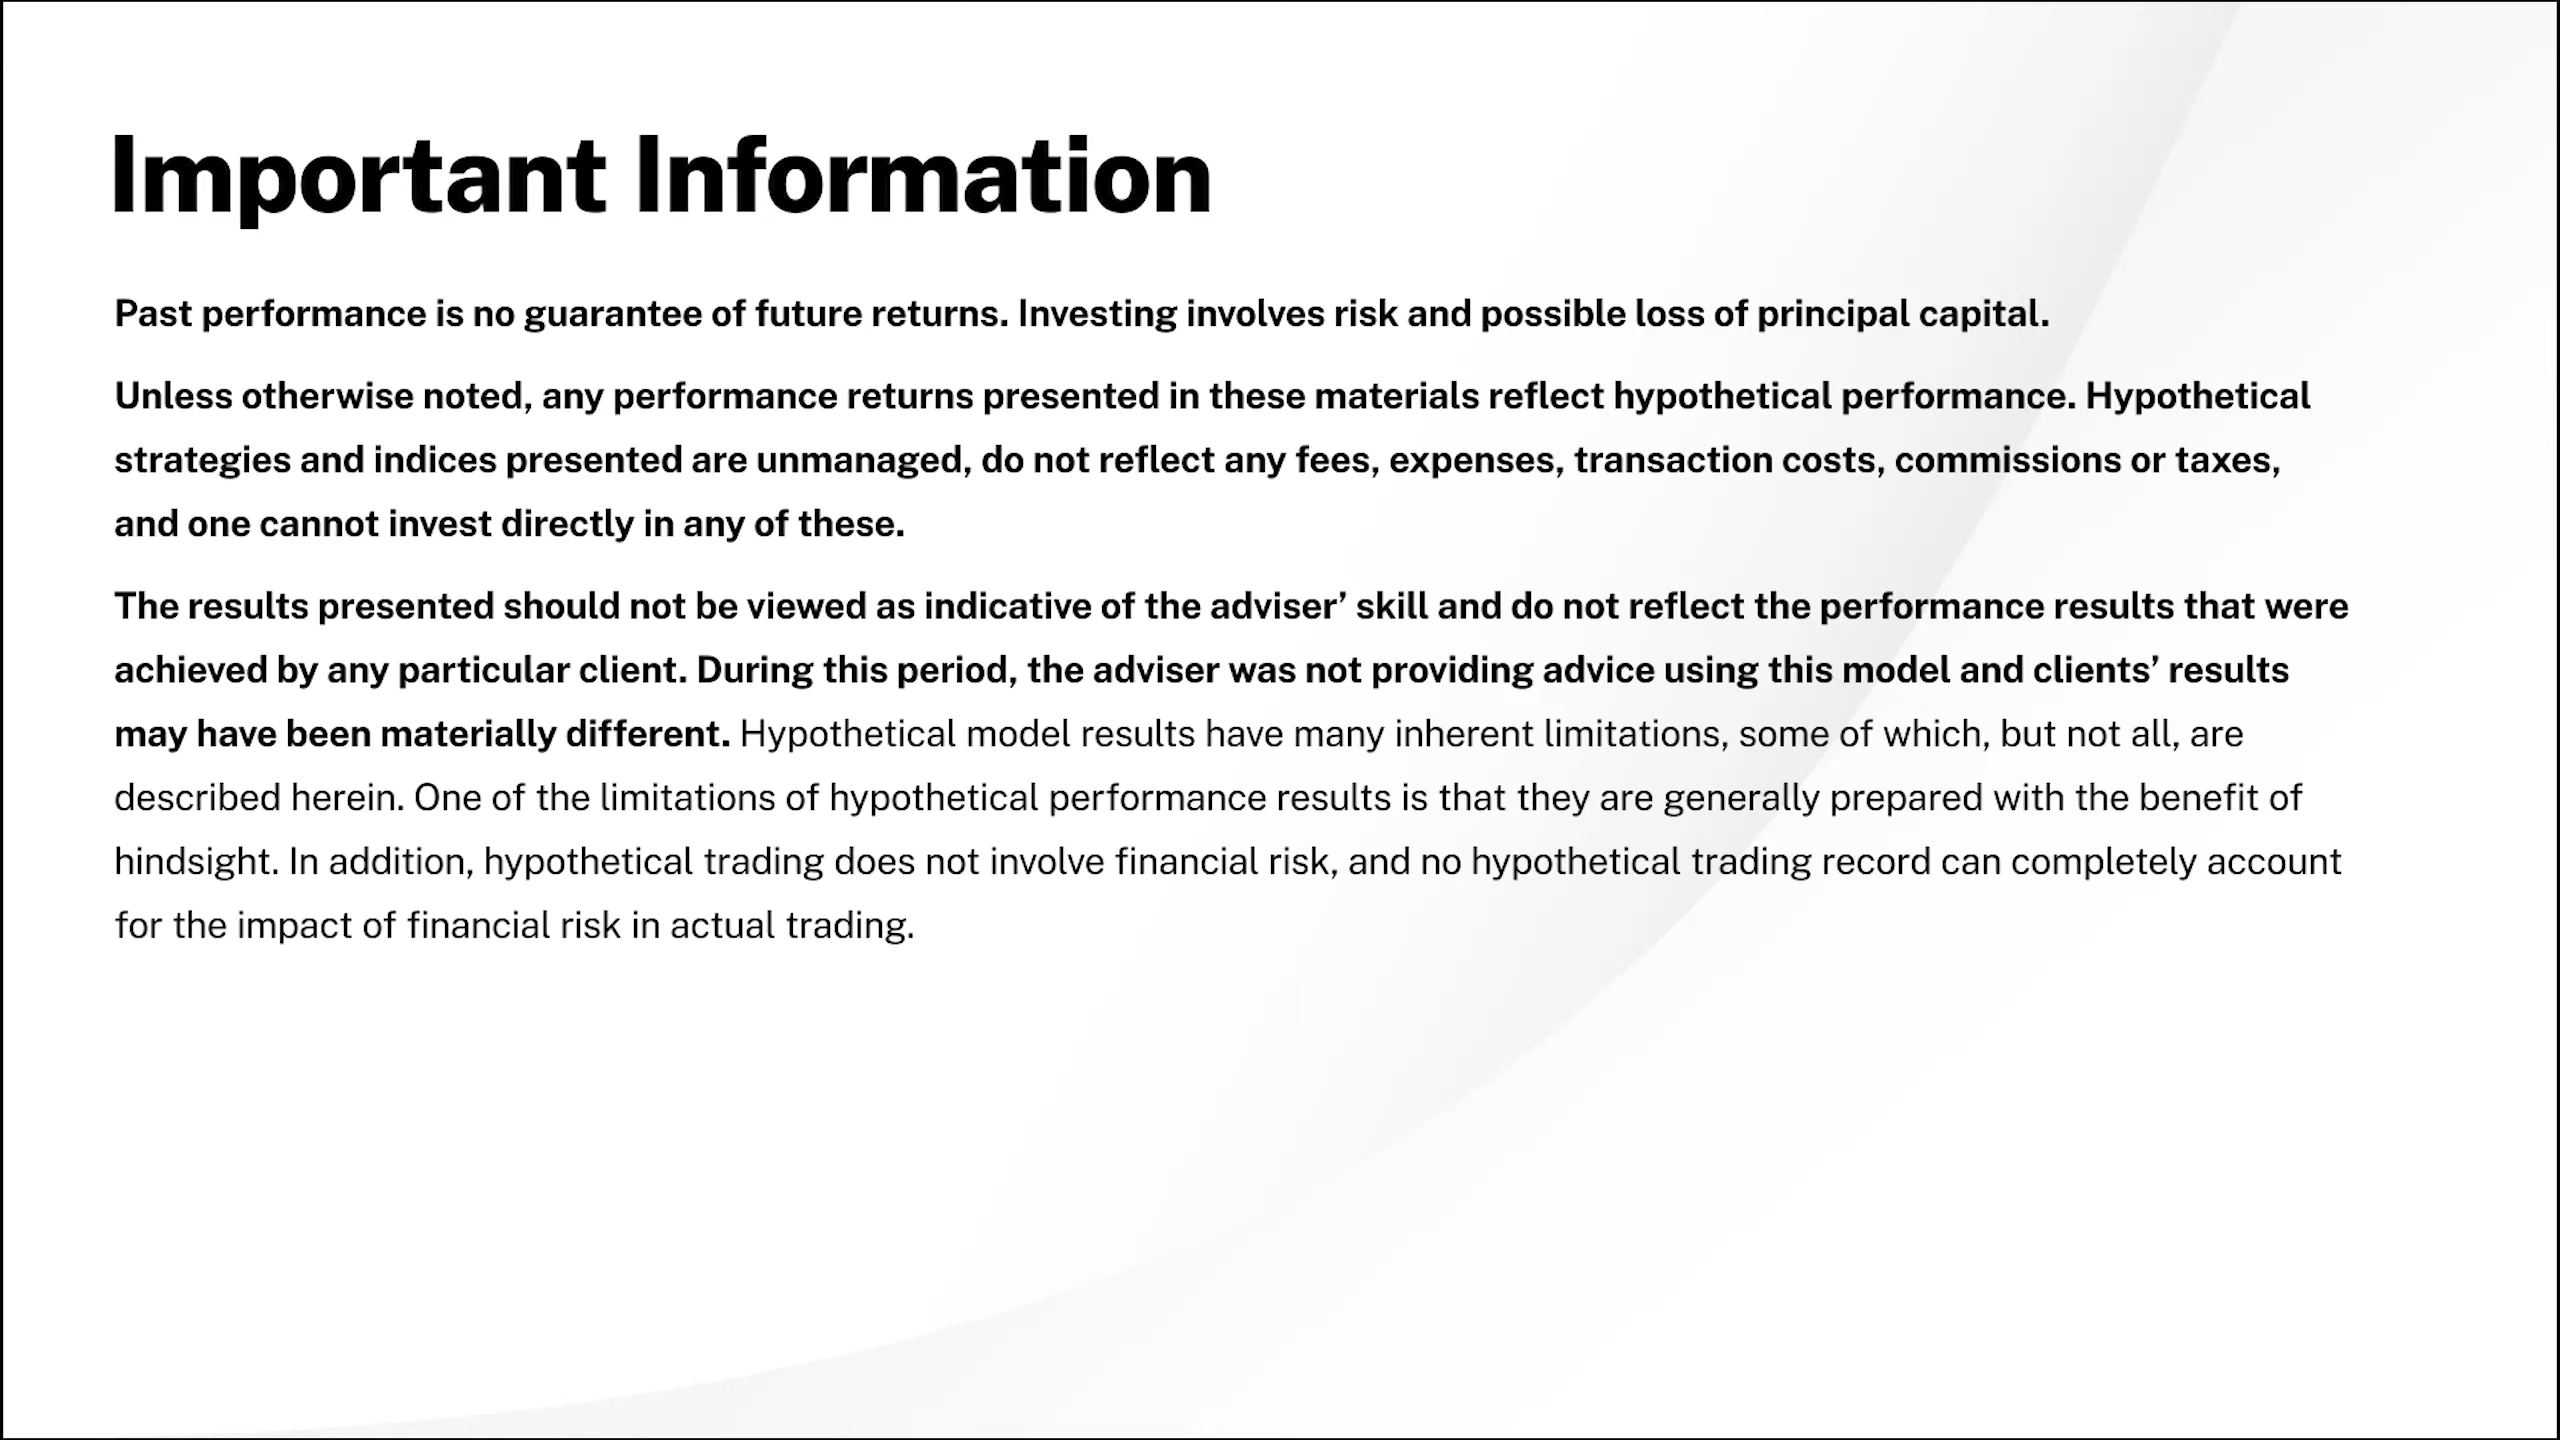 Important Information
Past performance is no guarantee of future returns. Investing involves risk and possible loss of principal capital.
Unless otherwise noted, any performance returns presented in these materials reflect hypothetical performance. Hypothetical
strategies and indices presented are unmanaged, do not reflect any fees, expenses, transaction costs, commissions or taxes,
and one cannot invest directly in any of these.
The results presented should not be viewed as indicative of the adviser’ skill and do not reflect the performance results that were
achieved by any particular client. During this period, the adviser was not providing advice using this model and clients’ results
may have been materially different. Hypothetical model results have many inherent limitations, some of which, but not all, are
described herein. One of the limitations of hypothetical performance results is that they are generally prepared with the benefit of
hindsight. In addition, hypothetical trading does not involve financial risk, and no hypothetical trading record can completely account
for the impact of financial risk in actual trading.